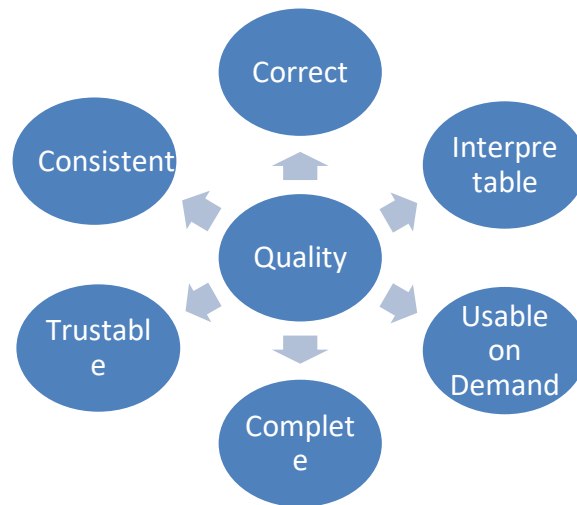 Correct
Consistent
Interpre
table
Quality
Trustabl
e
Usable
on
Demand
Complet
e